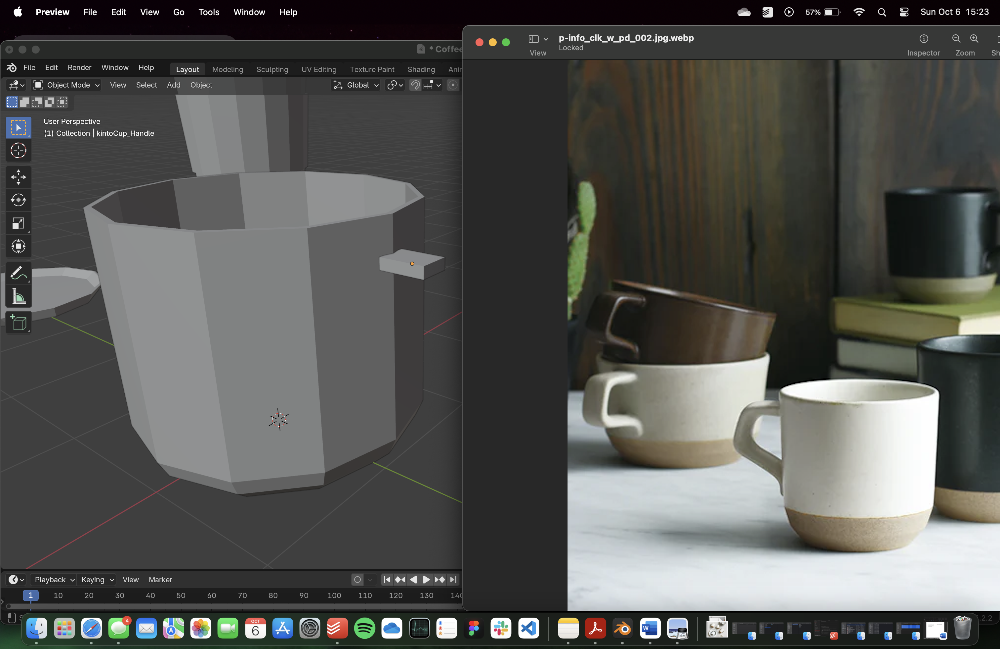 Preview File Edit View Go Tools Window Help
57% Sun Oct 6 15:23
* Coffee
File Edit Render Window Help Layout Modeling Sculpting UV Editing Texture Paint Shading
Object Mode View Select Add Object Global
User Perspective
(1) Collection | kintoCup_Handle
Playback Keying View Marker
1 10 20 30 40 50 60 70 80 90 100 110 120 130
p-info_clk_w_pd_002.jpg.webp
Locked
View Inspector Zoom
4
OCT
6
W
.2.2